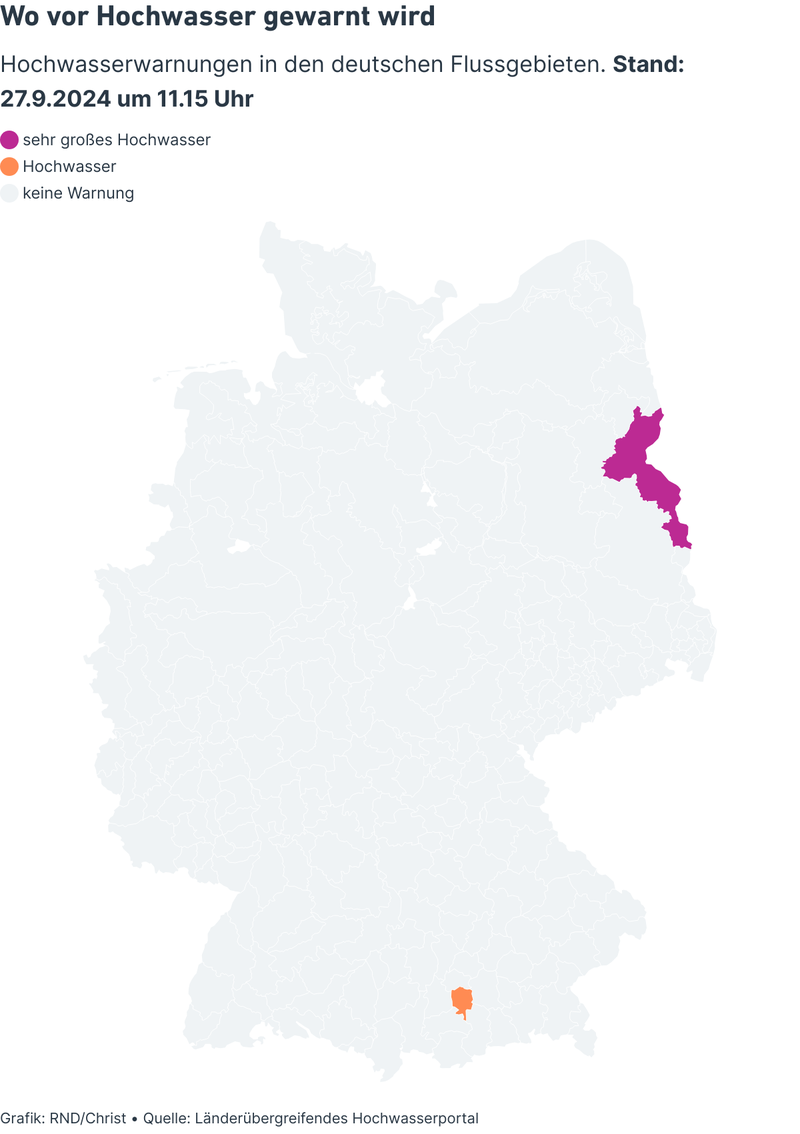 Wo vor Hochwasser gewarnt wird
Hochwasserwarnungen in den deutschen Flussgebieten. Stand:
27.9.2024 um 11.15 Uhr
sehr großes Hochwasser
Hochwasser
keine Warnung
Grafik: RND/Christ • Quelle: Länderübergreifendes Hochwasserportal